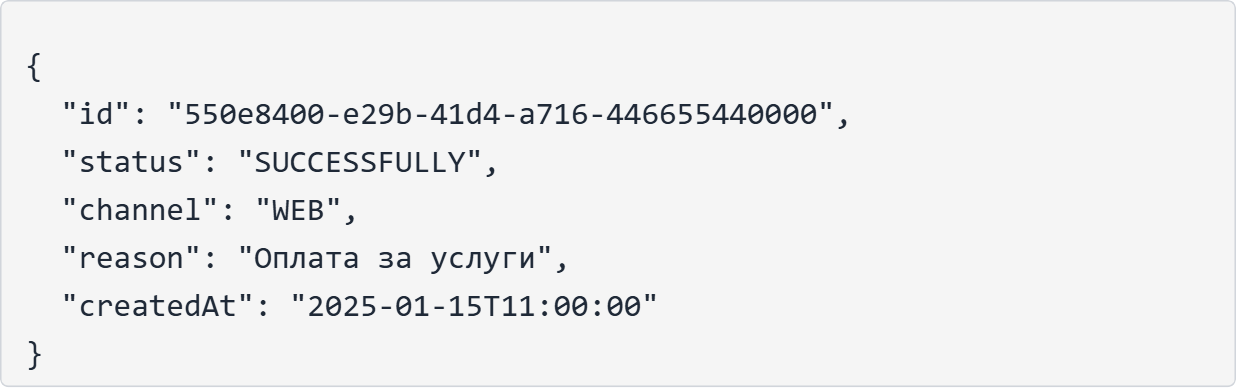 {
  "id": "550e8400-e29b-41d4-a716-446655440000",
  "status": "SUCCESSFULLY",
  "channel": "WEB",
  "reason": "Оплата за услуги",
  "createdAt": "2025-01-15T11:00:00"
}